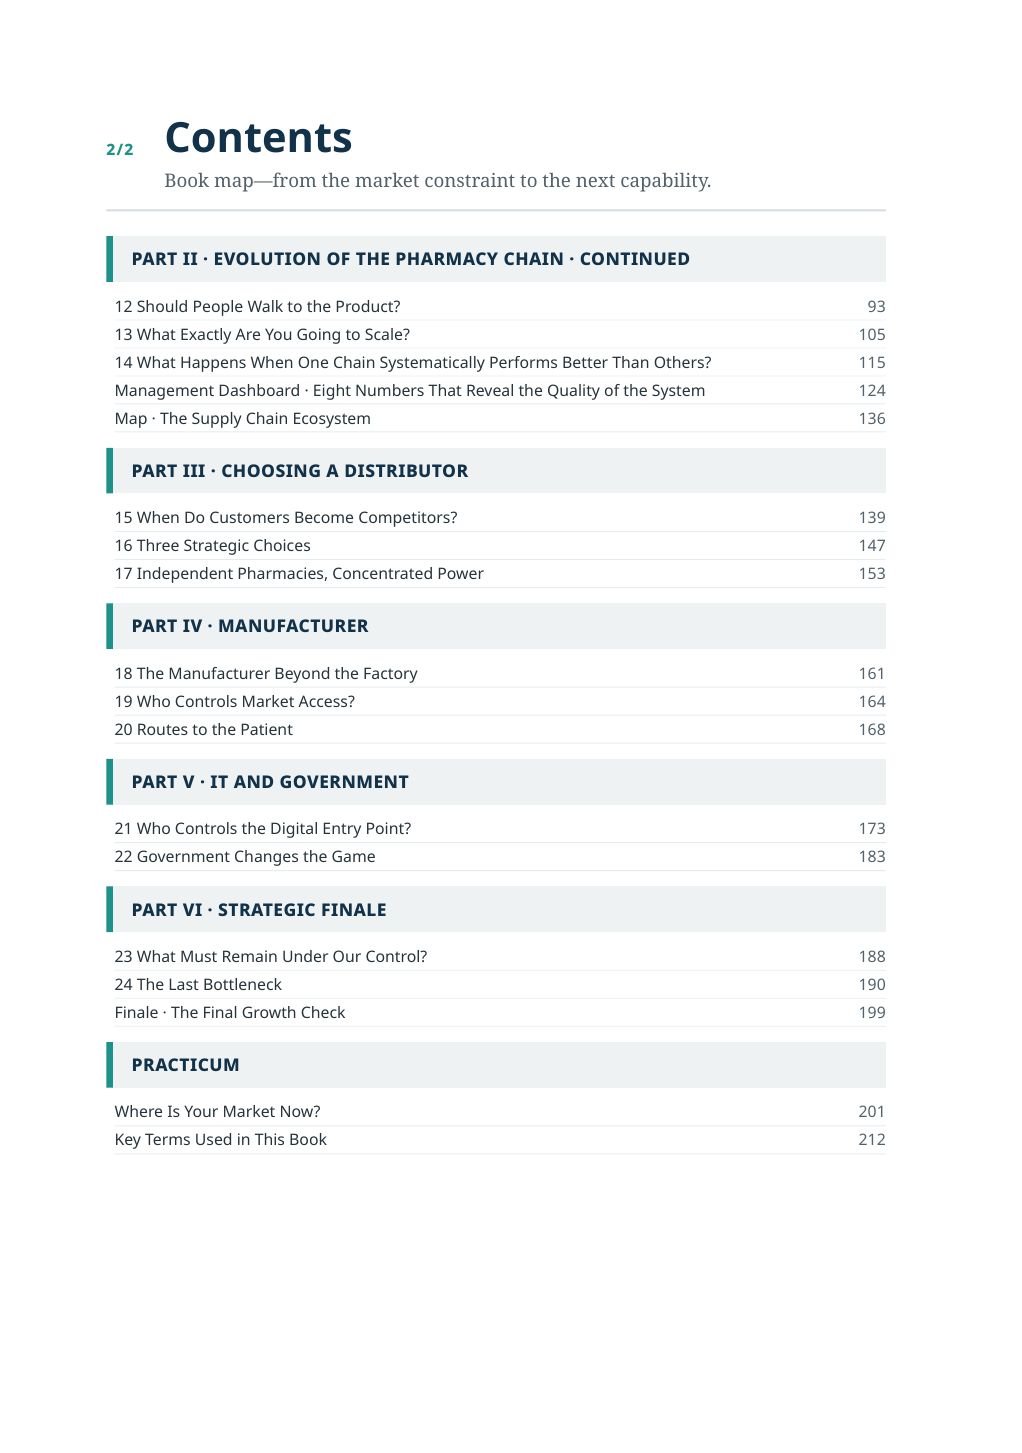 2/2 Contents
Book map—from the market constraint to the next capability.
PART II · EVOLUTION OF THE PHARMACY CHAIN · CONTINUED
12 Should People Walk to the Product? 93
13 What Exactly Are You Going to Scale? 105
14 What Happens When One Chain Systematically Performs Better Than Others? 115
Management Dashboard · Eight Numbers That Reveal the Quality of the System 124
Map · The Supply Chain Ecosystem 136
PART III · CHOOSING A DISTRIBUTOR
15 When Do Customers Become Competitors? 139
16 Three Strategic Choices 147
17 Independent Pharmacies, Concentrated Power 153
PART IV · MANUFACTURER
18 The Manufacturer Beyond the Factory 161
19 Who Controls Market Access? 164
20 Routes to the Patient 168
PART V · IT AND GOVERNMENT
21 Who Controls the Digital Entry Point? 173
22 Government Changes the Game 183
PART VI · STRATEGIC FINALE
23 What Must Remain Under Our Control? 188
24 The Last Bottleneck 190
Finale · The Final Growth Check 199
PRACTICUM
Where Is Your Market Now? 201
Key Terms Used in This Book 212